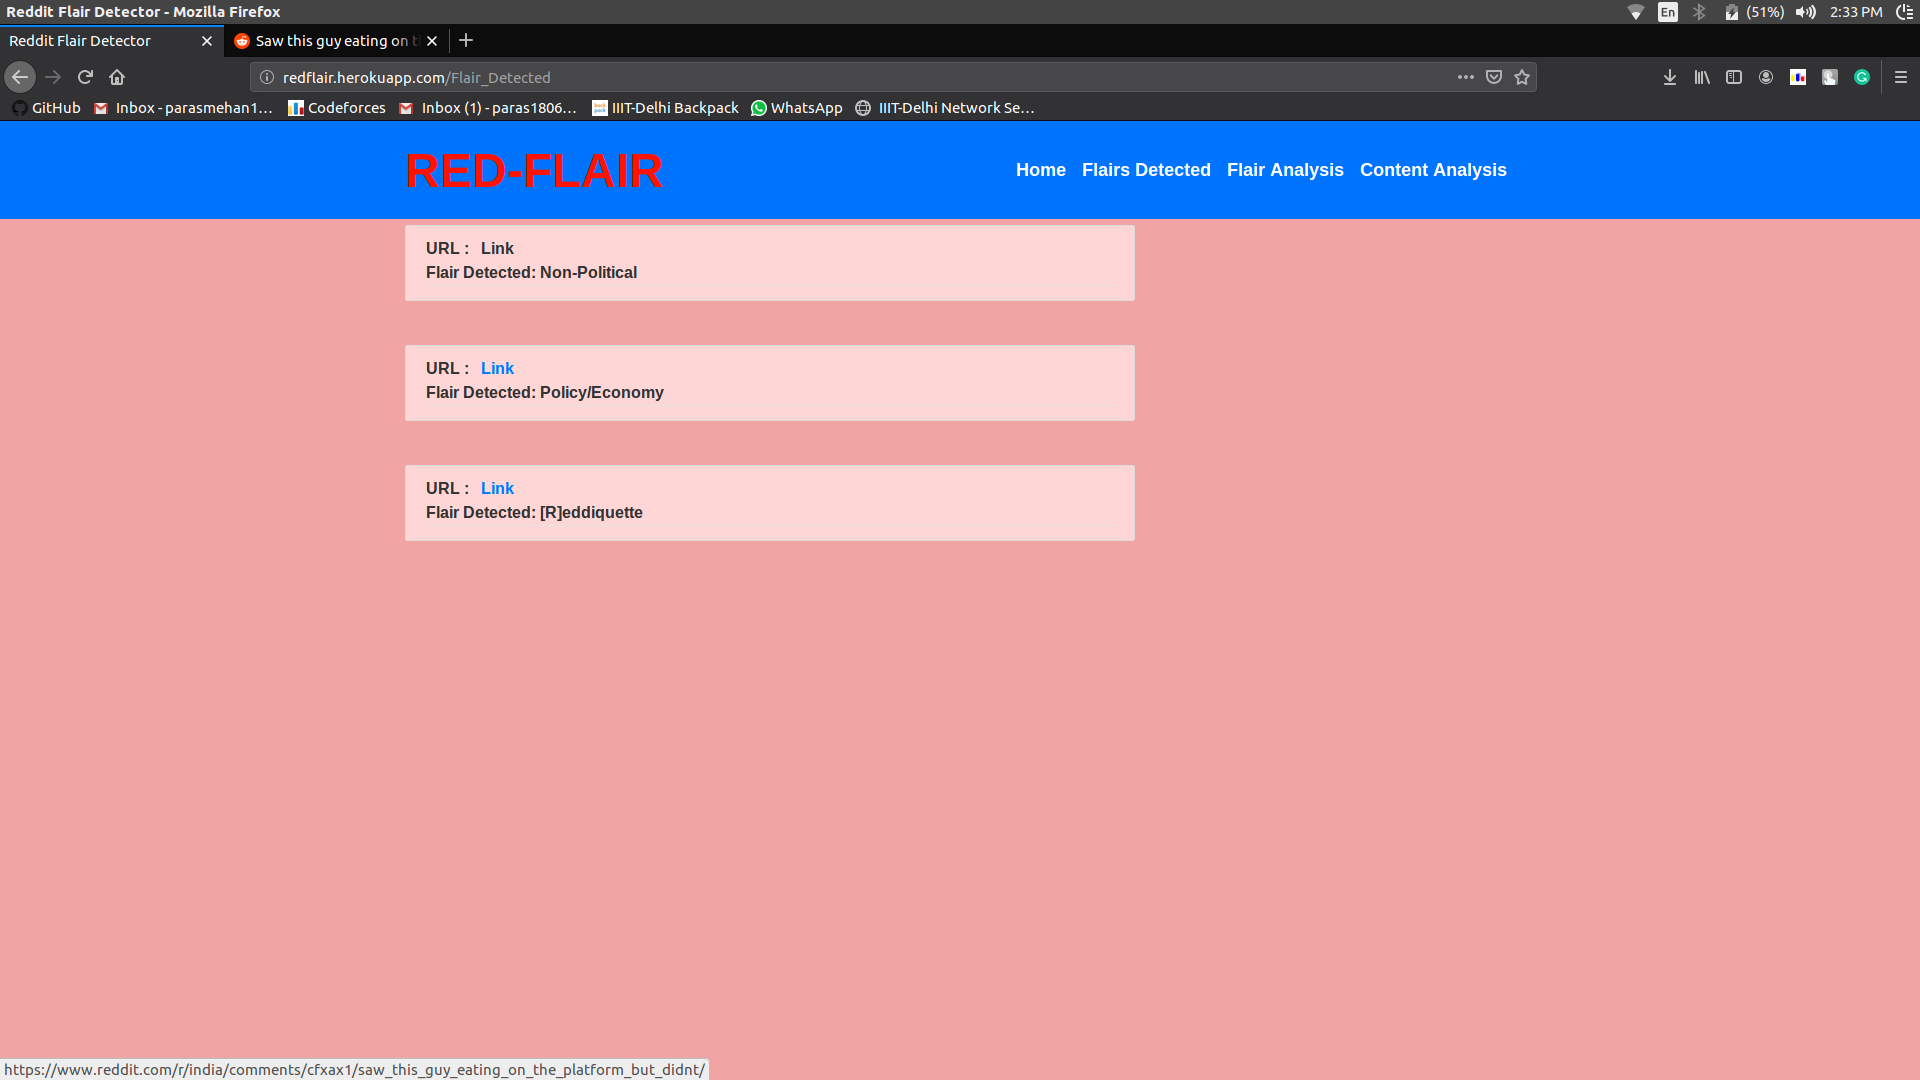 Reddit Flair Detector - Mozilla Firefox
En
(51%)
2:33 PM
Reddit Flair Detector
Saw this guy eating on
redflair.herokuapp.com/Flair_Detected
GitHub
Inbox - parasmehan1…
Codeforces
Inbox (1) - paras1806…
IIIT-Delhi Backpack
WhatsApp
IIIT-Delhi Network Se…
RED-FLAIR
Home
Flairs Detected
Flair Analysis
Content Analysis
URL : Link
Flair Detected: Non-Political
URL : Link
Flair Detected: Policy/Economy
URL : Link
Flair Detected: [R]eddiquette
https://www.reddit.com/r/india/comments/cfxax1/saw_this_guy_eating_on_the_platform_but_didnt/